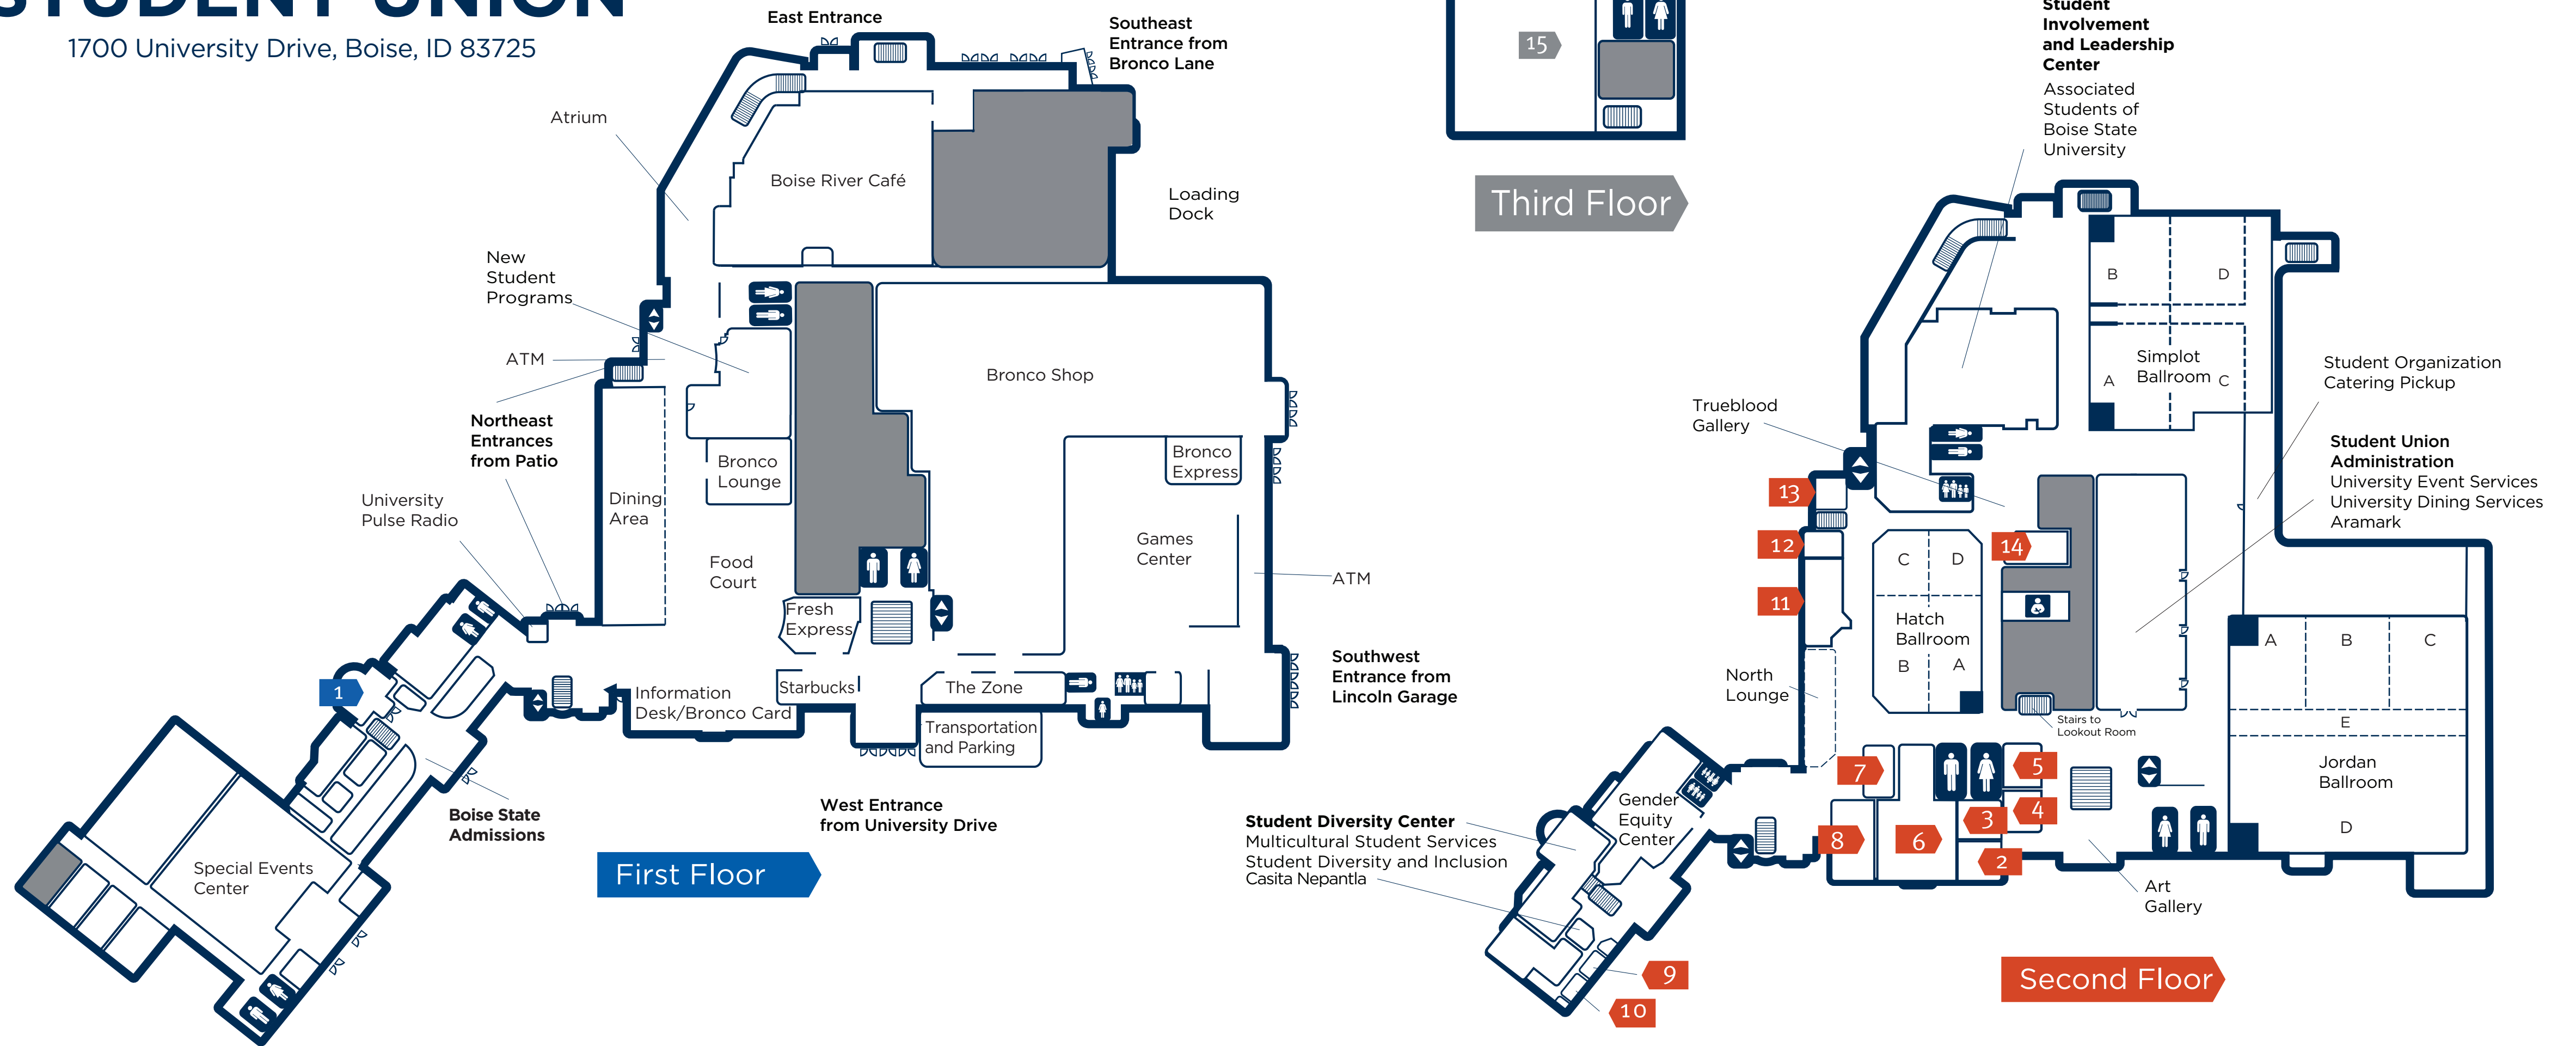 STUDENT UNION
1700 University Drive, Boise, ID 83725
East Entrance
Southeast
Entrance from
Bronco Lane
Atrium
Boise River Café
Loading
Dock
New
Student
Programs
ATM
Northeast
Entrances
from Patio
University
Pulse Radio
Dining
Area
Bronco
Lounge
Food
Court
Bronco Shop
Bronco
Express
Games
Center
ATM
Fresh
Express
Starbucks
The Zone
Information
Desk/Bronco Card
Transportation
and Parking
Southwest
Entrance from
Lincoln Garage
West Entrance
from University Drive
1
Boise State
Admissions
Special Events
Center
First Floor
15
Third Floor
Student
Involvement
and Leadership
Center
Associated
Students of
Boise State
University
B
D
A
Simplot
Ballroom
C
Trueblood
Gallery
Student Organization
Catering Pickup
Student Union
Administration
University Event Services
University Dining Services
Aramark
13
12
11
14
C
D
Hatch
Ballroom
B
A
North
Lounge
Stairs to
Lookout Room
A
B
C
E
Jordan
Ballroom
D
7
5
4
3
8
6
2
Art
Gallery
Gender
Equity
Center
Student Diversity Center
Multicultural Student Services
Student Diversity and Inclusion
Casita Nepantla
9
10
Second Floor